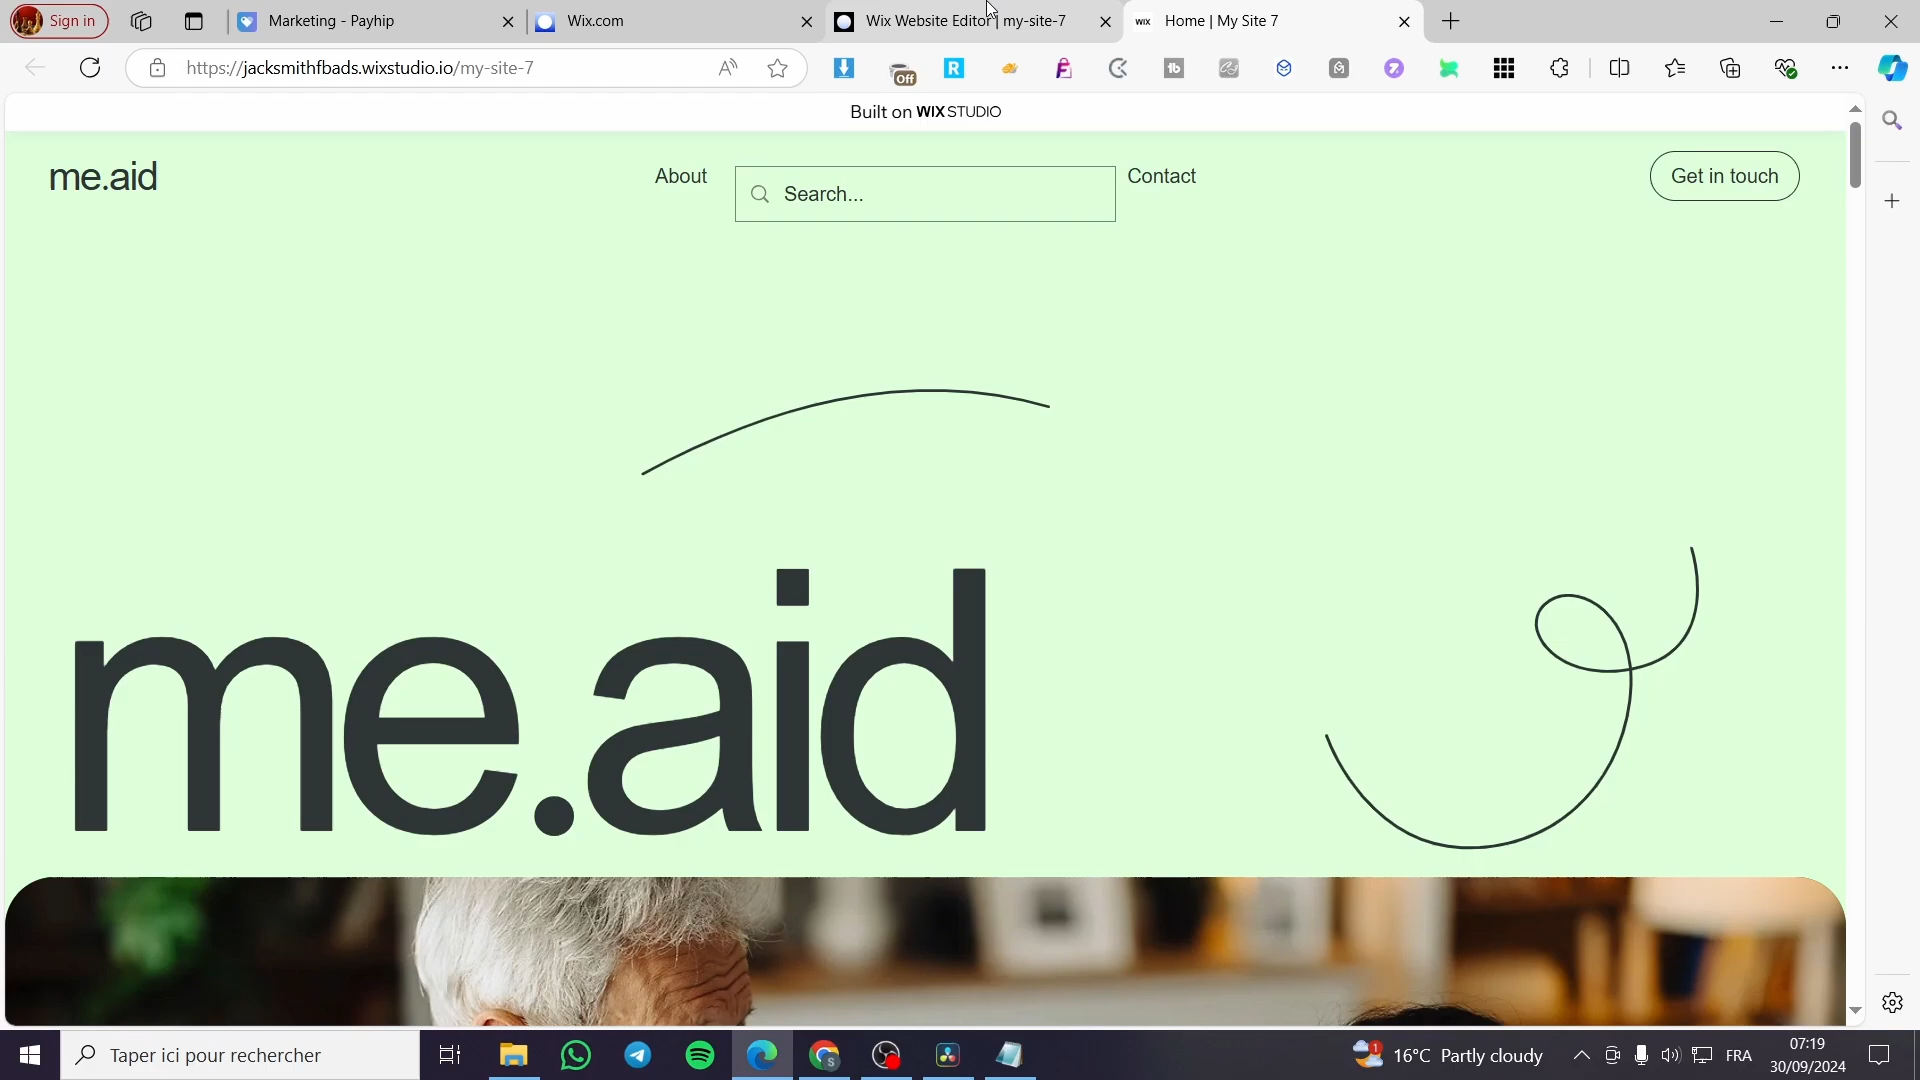 Sign in
Marketing - Payhip
Wix.com
Wix Website Editor | my-site-7
WIX
Home | My Site 7
https://jacksmithfbads.wixstudio.io/my-site-7
Off
Built on WIX STUDIO
me.aid
About
Search...
Contact
Get in touch
me.aid
Taper ici pour rechercher
16°C Partly cloudy
FRA
07:19
30/09/2024